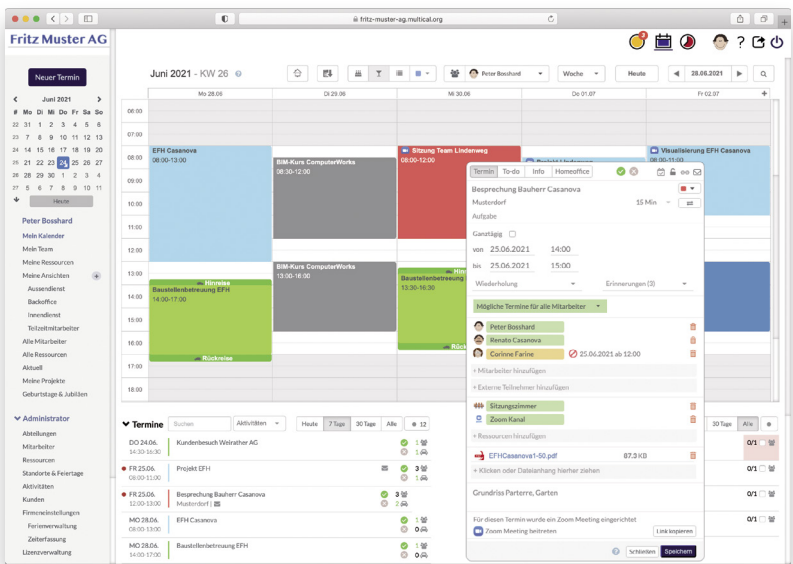 fritz-muster-ag.multical.org
Fritz Muster AG
2
?
Neuer Termin
Juni 2021
# Mo Di Mi Do Fr Sa So
22 31 1 2 3 4 5 6
23 7 8 9 10 11 12 13
24 14 15 16 17 18 19 20
25 21 22 23 24 25 26 27
26 28 29 30 1 2 3 4
27 5 6 7 8 9 10 11
Heute
Peter Bosshard
Mein Kalender
Mein Team
Meine Ressourcen
Meine Ansichten +
Aussendienst
Backoffice
Innendienst
Teilzeitmitarbeiter
Alle Mitarbeiter
Alle Ressourcen
Aktuell
Meine Projekte
Geburtstage & Jubiläen
Administrator
Abteilungen
Mitarbeiter
Ressourcen
Standorte & Feiertage
Aktivitäten
Kunden
Firmeneinstellungen
Ferienverwaltung
Zeiterfassung
Lizenzverwaltung
Juni 2021 - KW 26
Peter Bosshard
Woche
Heute
28.06.2021
Mo 28.06 Di 29.06 Mi 30.06 Do 01.07 Fr 02.07
06:00
07:00
08:00
09:00
10:00
11:00
12:00
13:00
14:00
15:00
16:00
17:00
18:00
EFH Casanova
08:00-13:00
Hinreise
Baustellenbetreuung EFH
14:00-17:00
Rückreise
BIM-Kurs ComputerWorks
08:30-12:00
BIM-Kurs ComputerWorks
13:00-16:00
Sitzung Team Lindenweg
08:00-12:00
Baustellenbetreuung
13:30-16:30
Visualisierung EFH Casanova
08:00-11:00
Termin To-do Info Homeoffice
Besprechung Bauherr Casanova
Musterdorf 15 Min
Aufgabe
Ganztägig
von 25.06.2021 14:00
bis 25.06.2021 15:00
Wiederholung Erinnerungen (3)
Mögliche Termine für alle Mitarbeiter
Peter Bosshard
Renato Casanova
Corinne Farine 25.06.2021 ab 12:00
+ Mitarbeiter hinzufügen
+ Externe Teilnehmer hinzufügen
Sitzungszimmer
Zoom Kanal
+ Ressourcen hinzufügen
EFHCasanova1-50.pdf 87.3 KB
+ Klicken oder Dateianhang hierher ziehen
Grundriss Parterre, Garten
Für diesen Termin wurde ein Zoom Meeting eingerichtet
Zoom Meeting beitreten Link kopieren
Schließen Speichern
Termine Suchen Aktivitäten Heute 7 Tage 30 Tage Alle 12
DO 24.06. Kundenbesuch Weirather AG 1
14:30-16:30 1
FR 25.06. Projekt EFH 3
08:00-11:00 1
FR 25.06. Besprechung Bauherr Casanova 3
12:00-13:00 Musterdorf | 2
MO 28.06. EFH Casanova 1
08:00-13:00 0
MO 28.06. Baustellenbetreuung EFH 1
14:00-17:00 0
30 Tage Alle
0/1
0/1
0/1
0/1
0/1